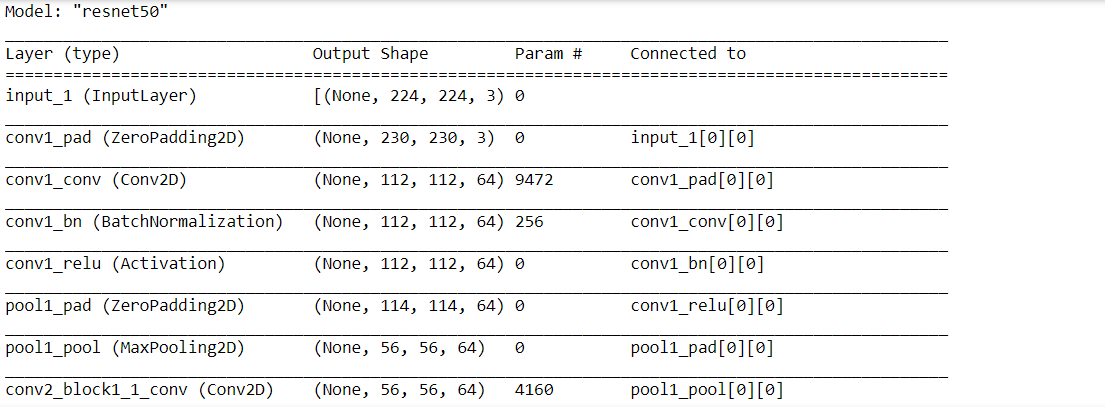 Model: "resnet50"
Layer (type) Output Shape Param # Connected to
input_1 (InputLayer) [(None, 224, 224, 3) 0
conv1_pad (ZeroPadding2D) (None, 230, 230, 3) 0 input_1[0][0]
conv1_conv (Conv2D) (None, 112, 112, 64) 9472 conv1_pad[0][0]
conv1_bn (BatchNormalization) (None, 112, 112, 64) 256 conv1_conv[0][0]
conv1_relu (Activation) (None, 112, 112, 64) 0 conv1_bn[0][0]
pool1_pad (ZeroPadding2D) (None, 114, 114, 64) 0 conv1_relu[0][0]
pool1_pool (MaxPooling2D) (None, 56, 56, 64) 0 pool1_pad[0][0]
conv2_block1_1_conv (Conv2D) (None, 56, 56, 64) 4160 pool1_pool[0][0]